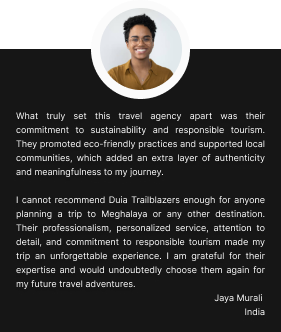 What truly set this travel agency apart was their
commitment to sustainability and responsible tourism.
They promoted eco-friendly practices and supported local
communities, which added an extra layer of authenticity
and meaningfulness to my journey.
I cannot recommend Duia Trailblazers enough for anyone
planning a trip to Meghalaya or any other destination.
Their professionalism, personalized service, attention to
detail, and commitment to responsible tourism made my
trip an unforgettable experience. I am grateful for their
expertise and would undoubtedly choose them again for
my future travel adventures.
Jaya Murali
India